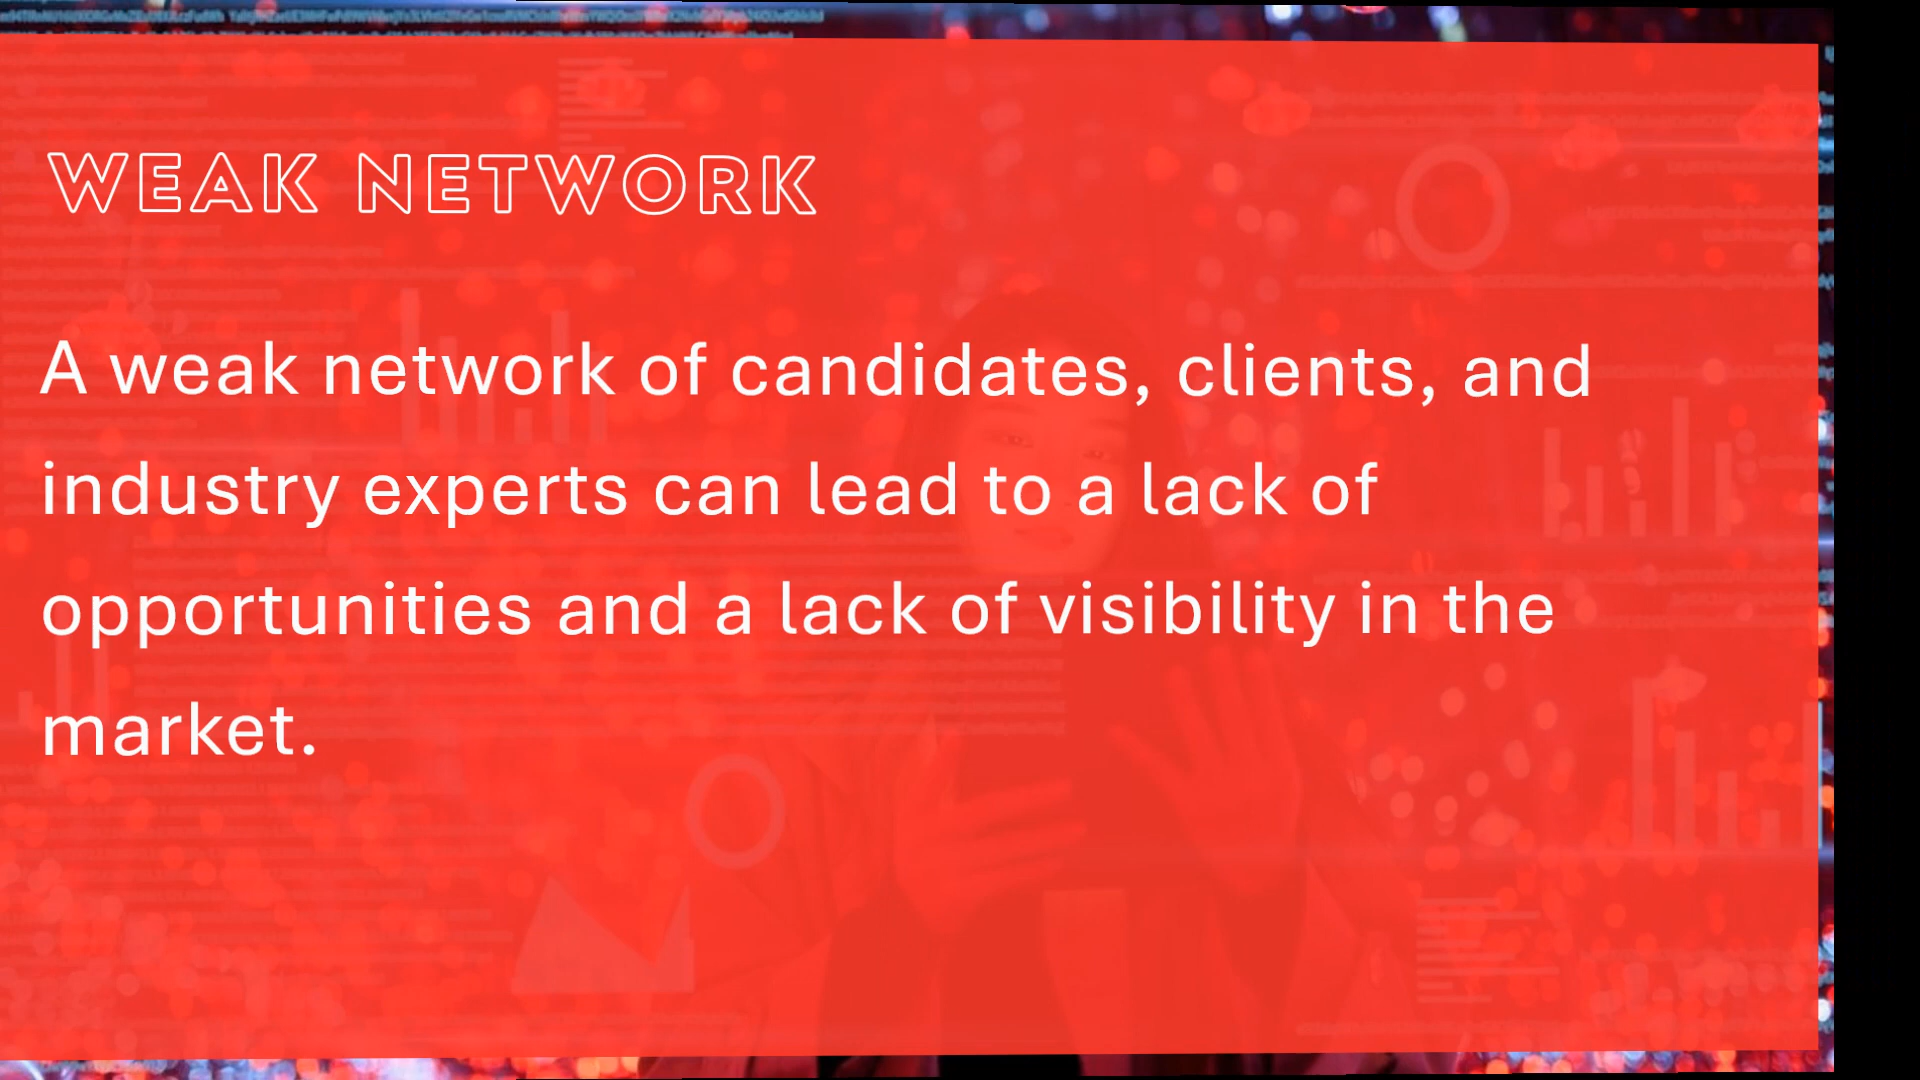 WEAK NETWORK
A weak network of candidates, clients, and
industry experts can lead to a lack of
opportunities and a lack of visibility in the
market.